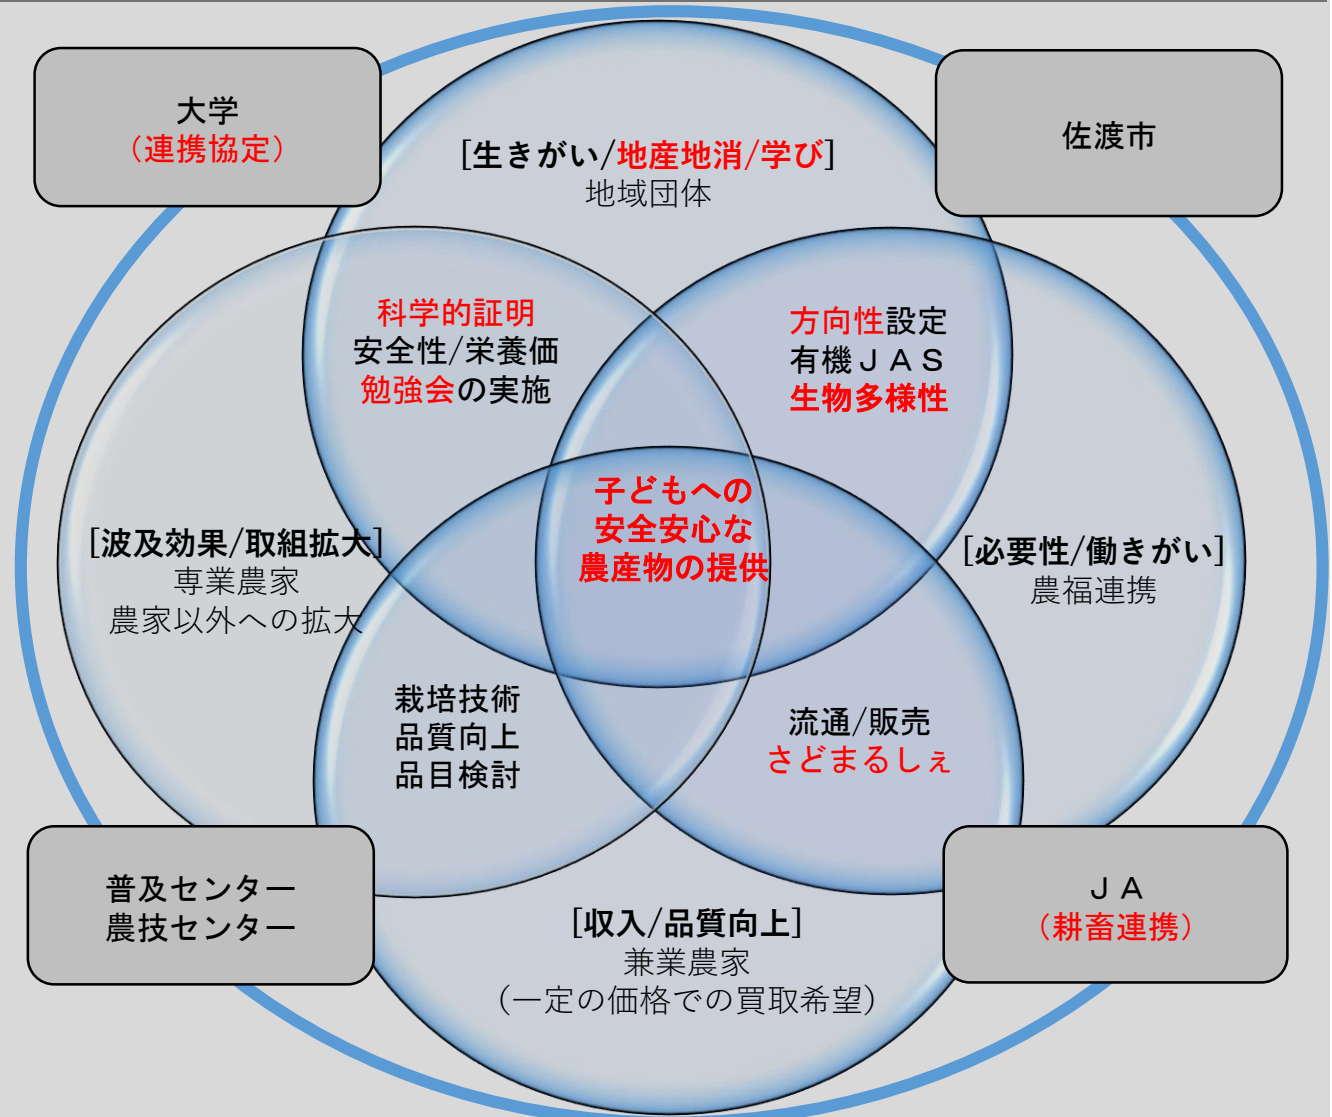 大学
(連携協定)
佐渡市
[生きがい/地産地消/学び]
地域団体
科学的証明
安全性/栄養価
勉強会の実施
方向性設定
有機ＪＡＳ
生物多様性
子どもへの
安全安心な
農産物の提供
[波及効果/取組拡大]
専業農家
農家以外への拡大
[必要性/働きがい]
農福連携
栽培技術
品質向上
品目検討
流通/販売
さどまるしぇ
普及センター
農技センター
[収入/品質向上]
兼業農家
（一定の価格での買取希望）
ＪＡ
（耕畜連携）